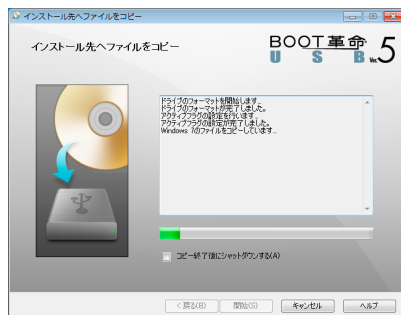 インストール先へファイルをコピー
インストール先へファイルをコピー
BOOT革命
USB Ver.5
ドライブのフォーマットを開始します...
ドライブのフォーマットが完了しました。
アクティブフラグの設定を行います...
アクティブフラグの設定が完了しました。
Windows 7のファイルをコピーしています...
コピー終了後にシャットダウンする(A)
< 戻る(B)
開始(S)
キャンセル
ヘルプ